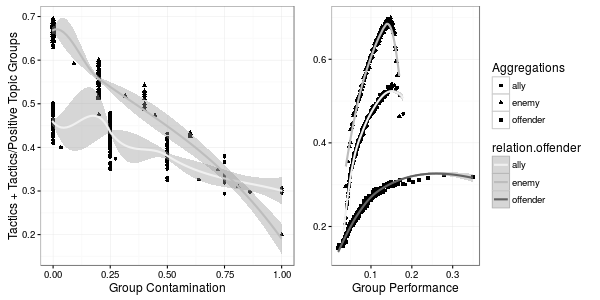 Tactics + Tactics/Positive Topic Groups
0.7
0.6
0.5
0.4
0.3
0.2
0.00
0.25
0.50
0.75
1.00
Group Contamination
0.6
0.4
0.2
0.1
0.2
0.3
Group Performance
Aggregations
ally
enemy
offender
relation.offender
ally
enemy
offender